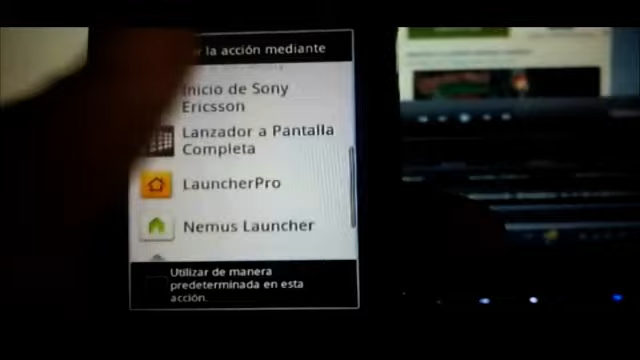 r la acción mediante
Inicio de Sony
Ericsson
Lanzador a Pantalla
Completa
LauncherPro
Nemus Launcher
Utilizar de manera
predeterminada en esta
acción.